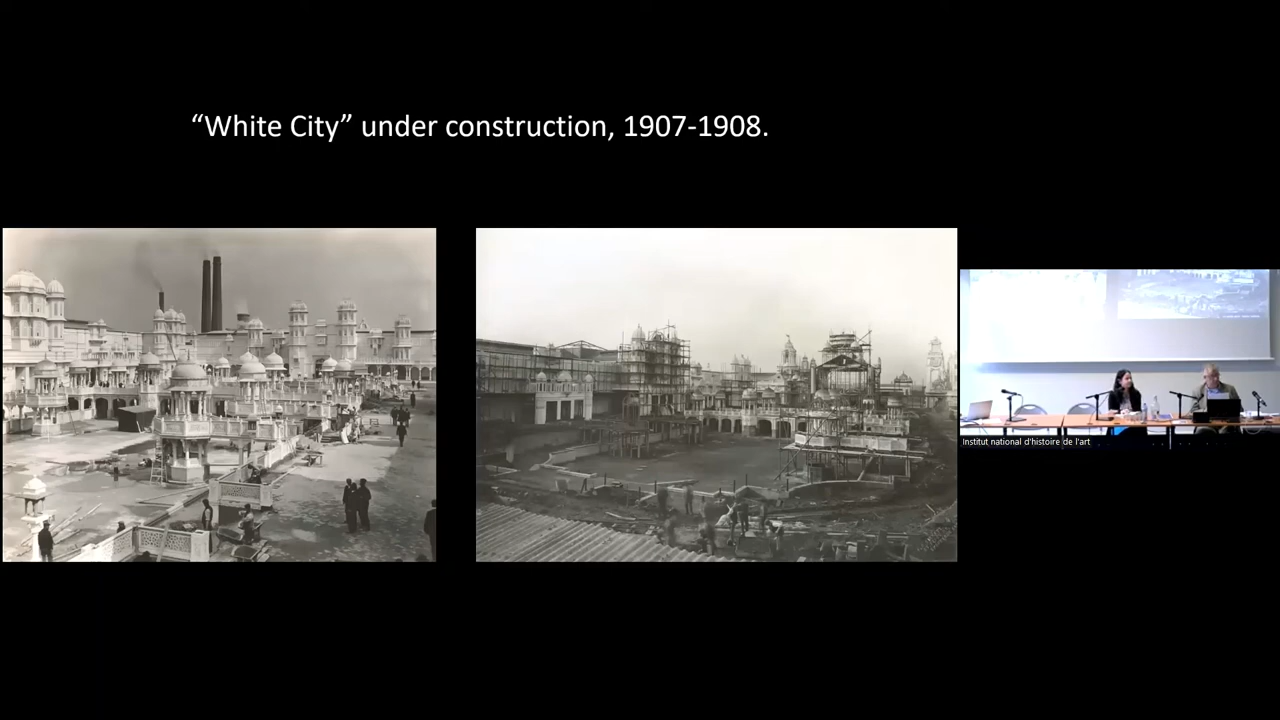 “White City” under construction, 1907-1908.
Institut national d'histoire de l'art